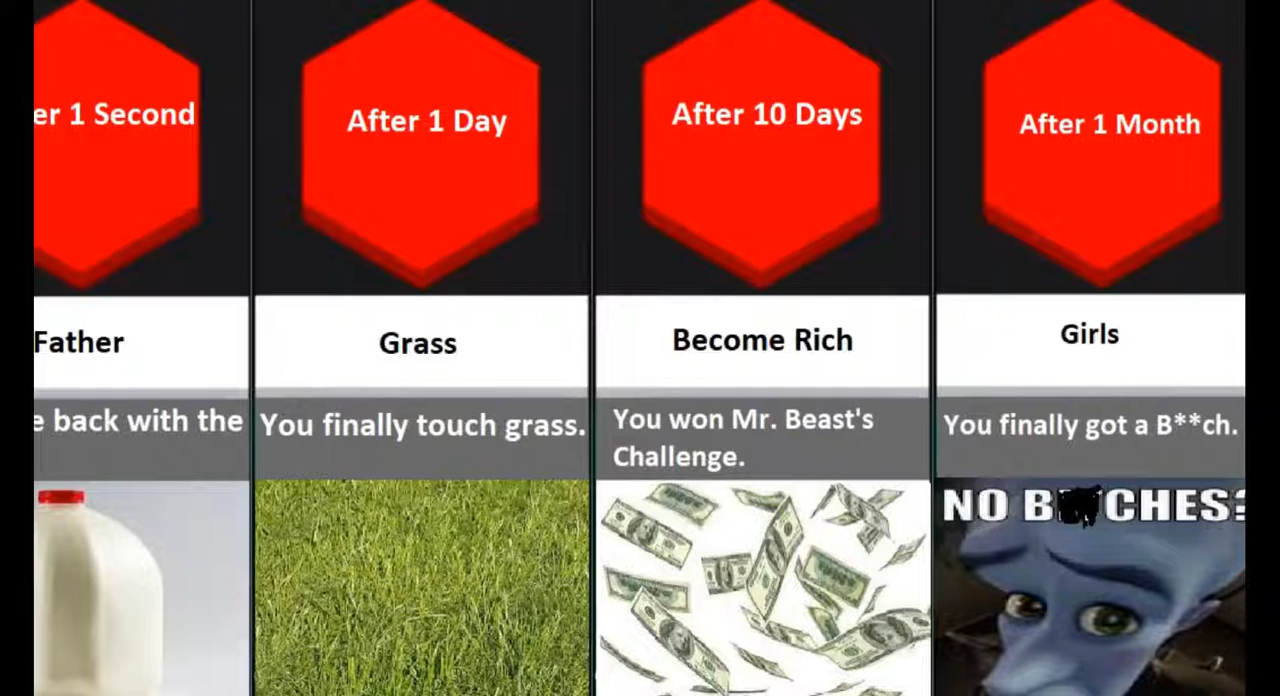 er 1 Second
After 1 Day
After 10 Days
After 1 Month
Father
Grass
Become Rich
Girls
e back with the
You finally touch grass.
You won Mr. Beast's
Challenge.
You finally got a B**ch.
NO B CHES?